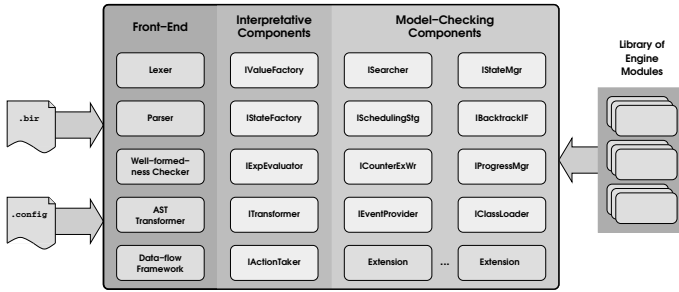 Front-End
Interpretative
Components
Model-Checking
Components
Library of
Engine
Modules
Lexer
IValueFactory
ISearcher
IStateMgr
.bir
Parser
IStateFactory
ISchedulingStg
IBacktrackIF
Well-formed-
ness Checker
IExpEvaluator
ICounterExWr
IProgressMgr
.config
AST
Transformer
ITransformer
IEventProvider
IClassLoader
Data-flow
Framework
IActionTaker
Extension
...
Extension